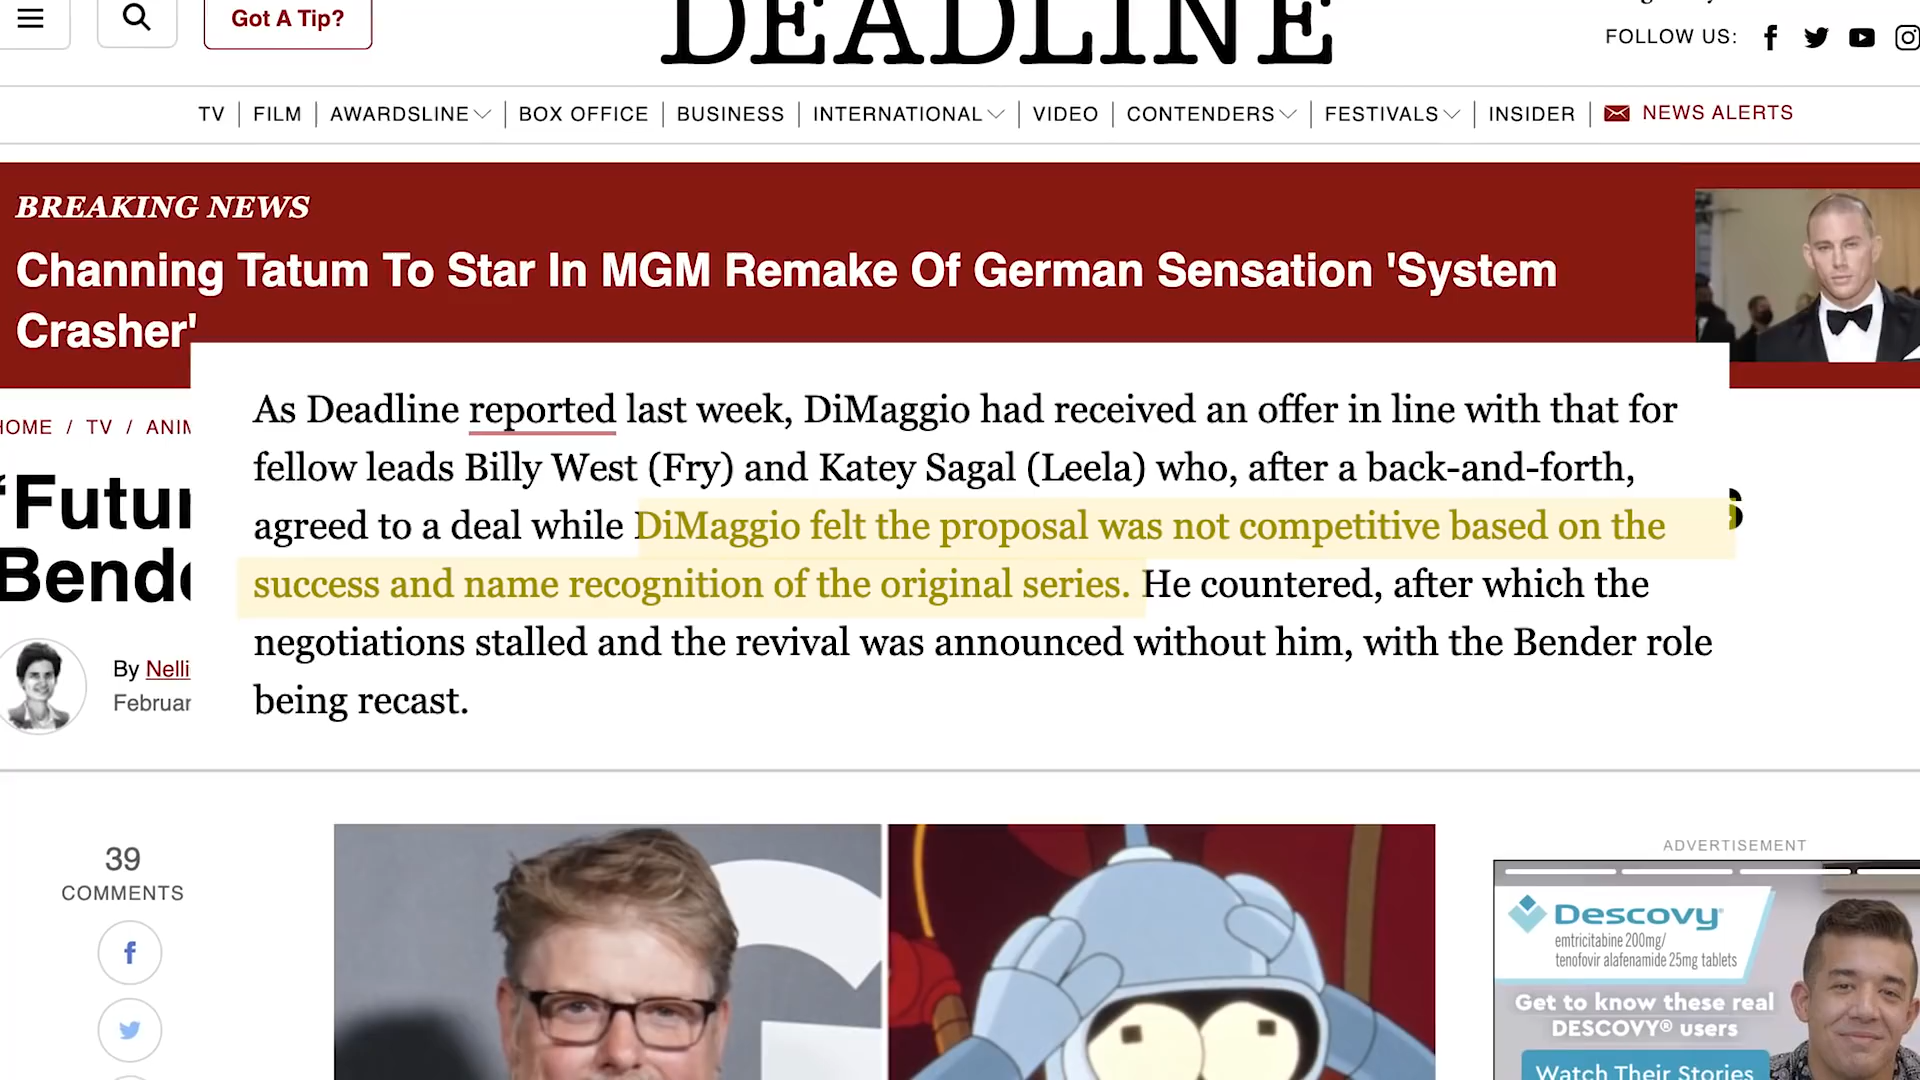 Got A Tip?
DEADLINE
FOLLOW US:
TV | FILM | AWARDSLINE | BOX OFFICE | BUSINESS | INTERNATIONAL | VIDEO | CONTENDERS | FESTIVALS | INSIDER | NEWS ALERTS
BREAKING NEWS
Channing Tatum To Star In MGM Remake Of German Sensation 'System
Crasher'
HOME / TV / ANIM
As Deadline reported last week, DiMaggio had received an offer in line with that for
fellow leads Billy West (Fry) and Katey Sagal (Leela) who, after a back-and-forth,
agreed to a deal while DiMaggio felt the proposal was not competitive based on the
success and name recognition of the original series. He countered, after which the
negotiations stalled and the revival was announced without him, with the Bender role
being recast.
'Futur
Bende
By Nelli
Februar
39
COMMENTS
ADVERTISEMENT
Descovy®
emtricitabine 200mg/
tenofovir alafenamide 25mg tablets
Get to know these real
DESCOVY® users
Watch Their Stories